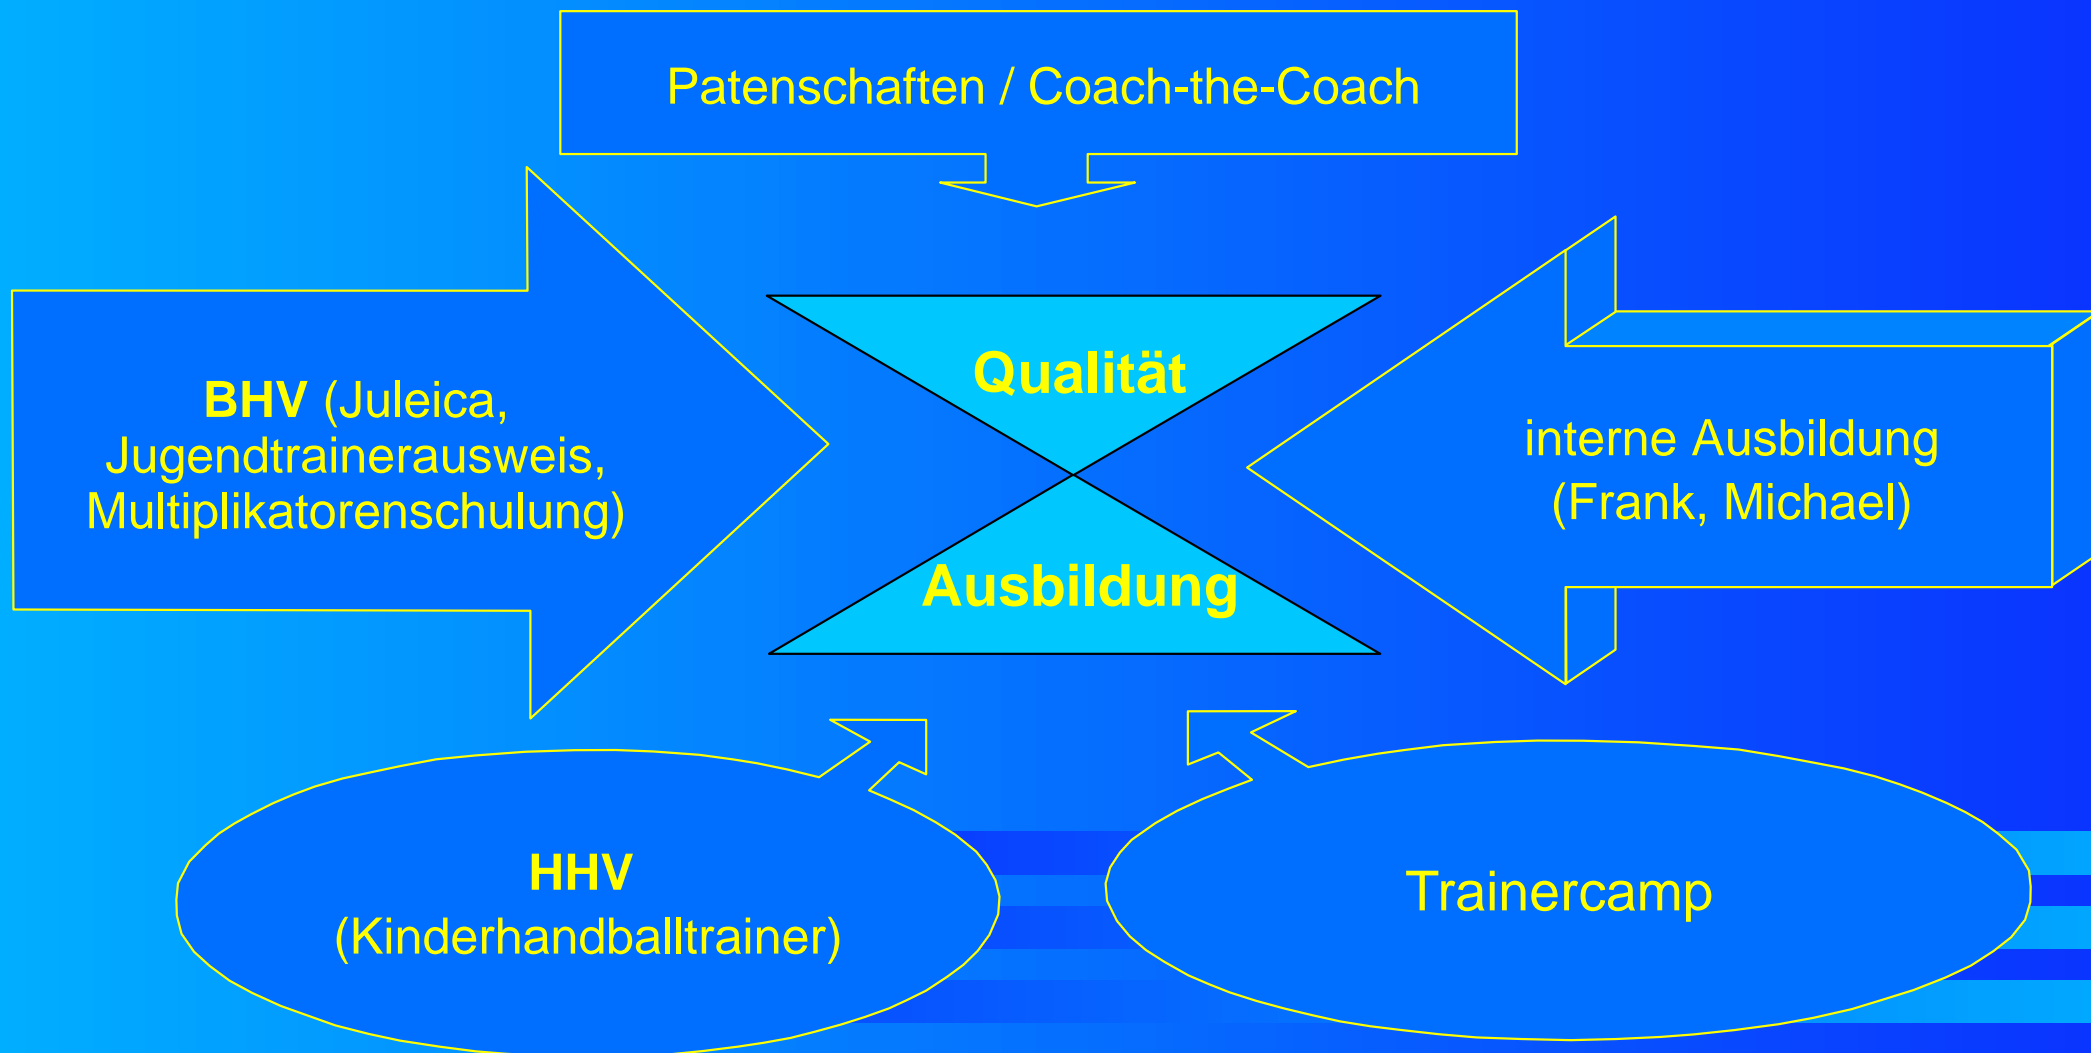 Patenschaften / Coach-the-Coach
BHV (Juleica,
Jugendtrainerausweis,
Multiplikatorenschulung)
Qualität
Ausbildung
interne Ausbildung
(Frank, Michael)
HHV
(Kinderhandballtrainer)
Trainercamp